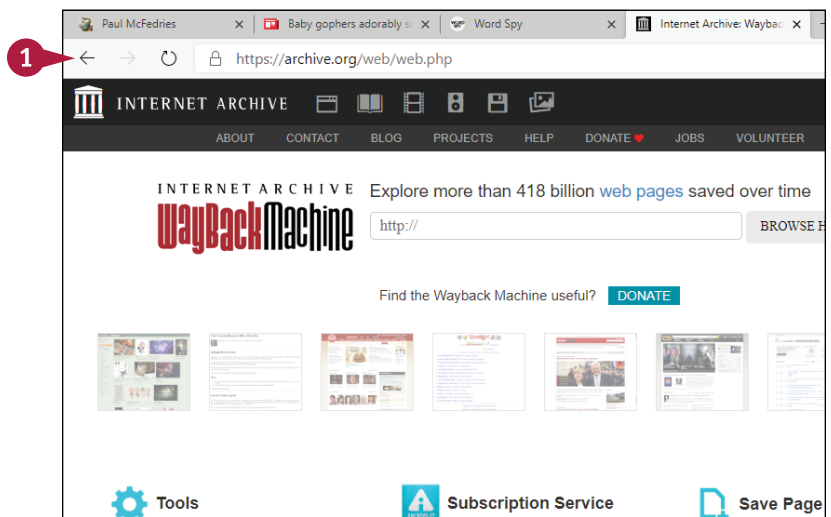 Paul McFedries
Baby gophers adorably
Word Spy
Internet Archive: Wayba
1
https://archive.org/web/web.php
INTERNET ARCHIVE
ABOUT CONTACT BLOG PROJECTS HELP DONATE JOBS VOLUNTEER
INTERNET ARCHIVE
WayBackMachine
Explore more than 418 billion web pages saved over time
http://
BROWSE H
Find the Wayback Machine useful? DONATE
Tools
Subscription Service
Save Page